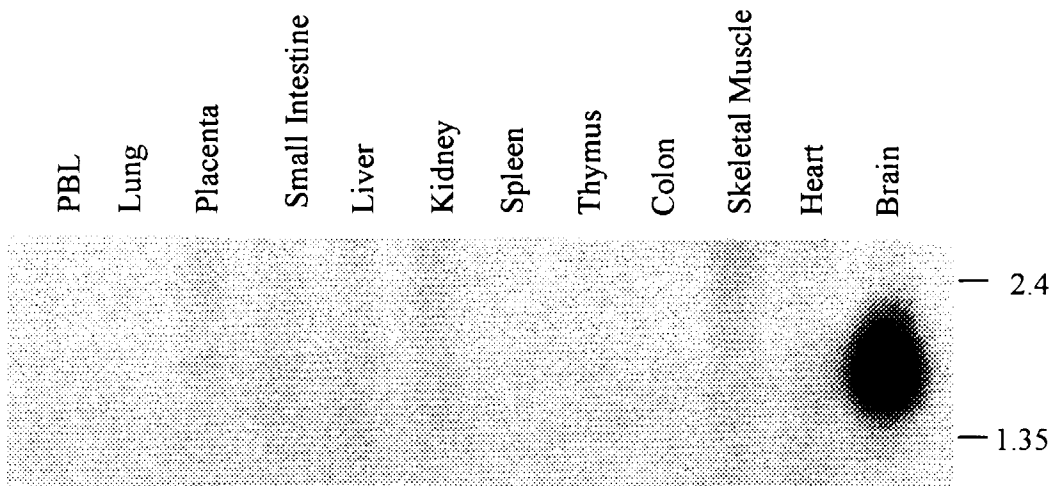 PBL
Lung
Placenta
Small Intestine
Liver
Kidney
Spleen
Thymus
Colon
Skeletal Muscle
Heart
Brain
2.4
1.35